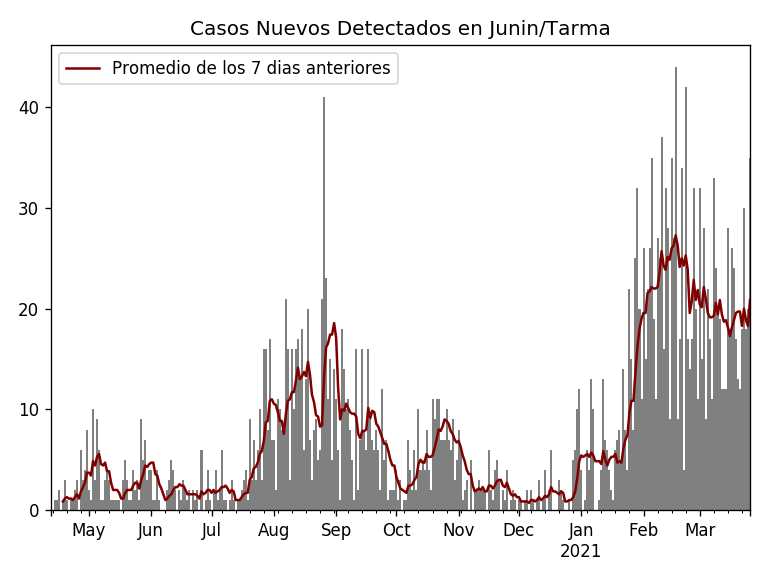 Casos Nuevos Detectados en Junin/Tarma
Promedio de los 7 dias anteriores
40
30
20
10
0
May Jun Jul Aug Sep Oct Nov Dec Jan Feb Mar
2021